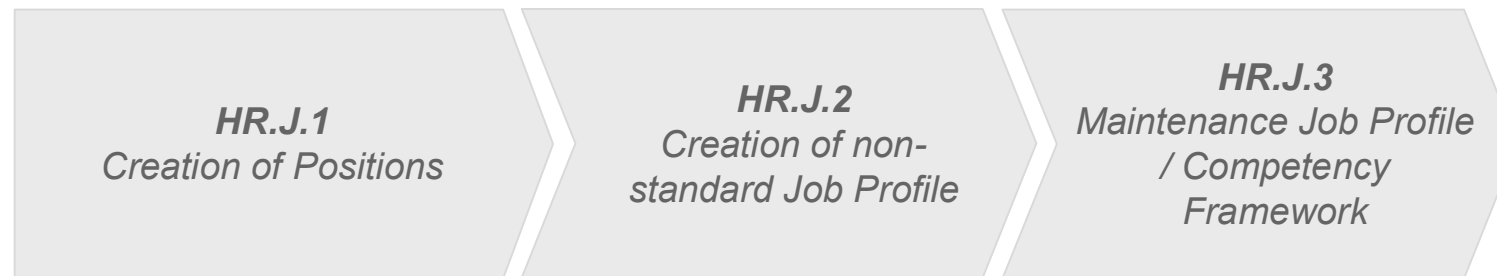 HR.J.1
Creation of Positions
HR.J.2
Creation of non-
standard Job Profile
HR.J.3
Maintenance Job Profile
/ Competency
Framework